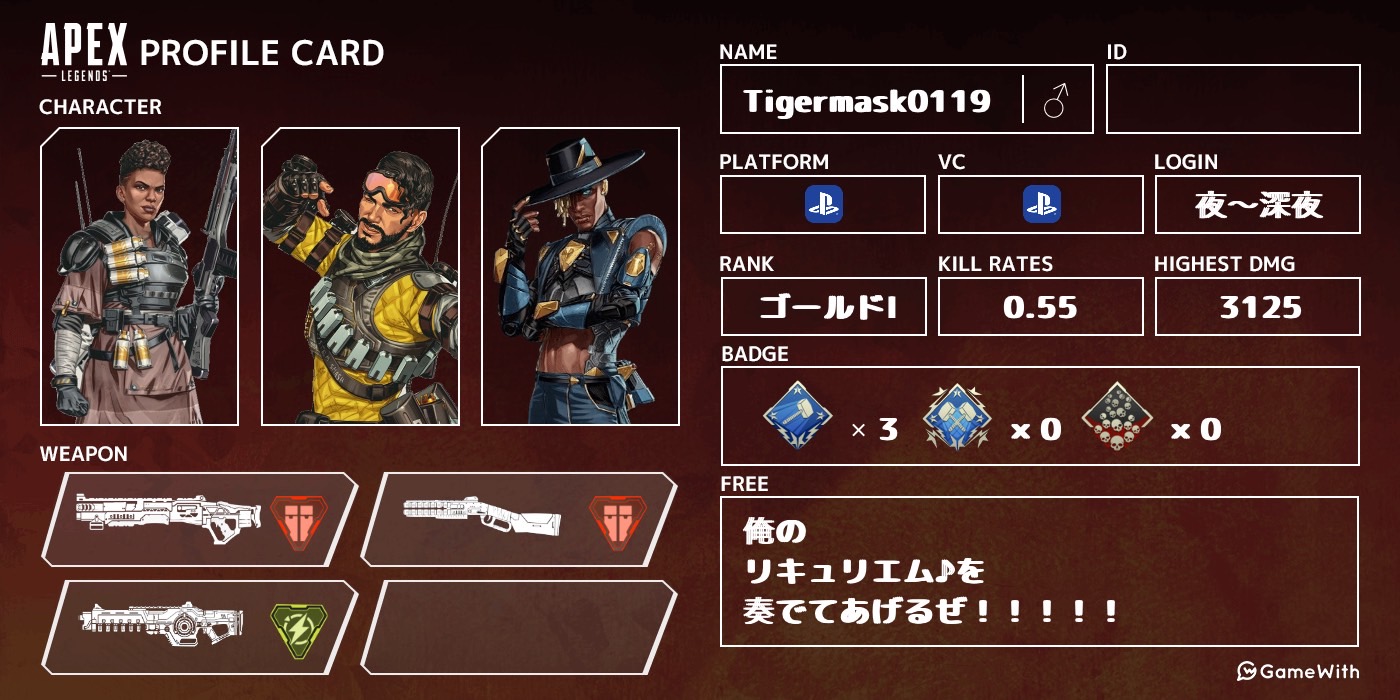 APEX LEGENDS PROFILE CARD
CHARACTER
WEAPON
NAME
Tigermask0119 ♂
ID
PLATFORM
VC
LOGIN
夜～深夜
RANK
ゴールドI
KILL RATES
0.55
HIGHEST DMG
3125
BADGE
× 3 x 0 x 0
FREE
俺の
リキュリエム♪を
奏でてあげるぜ！！！！！
GameWith